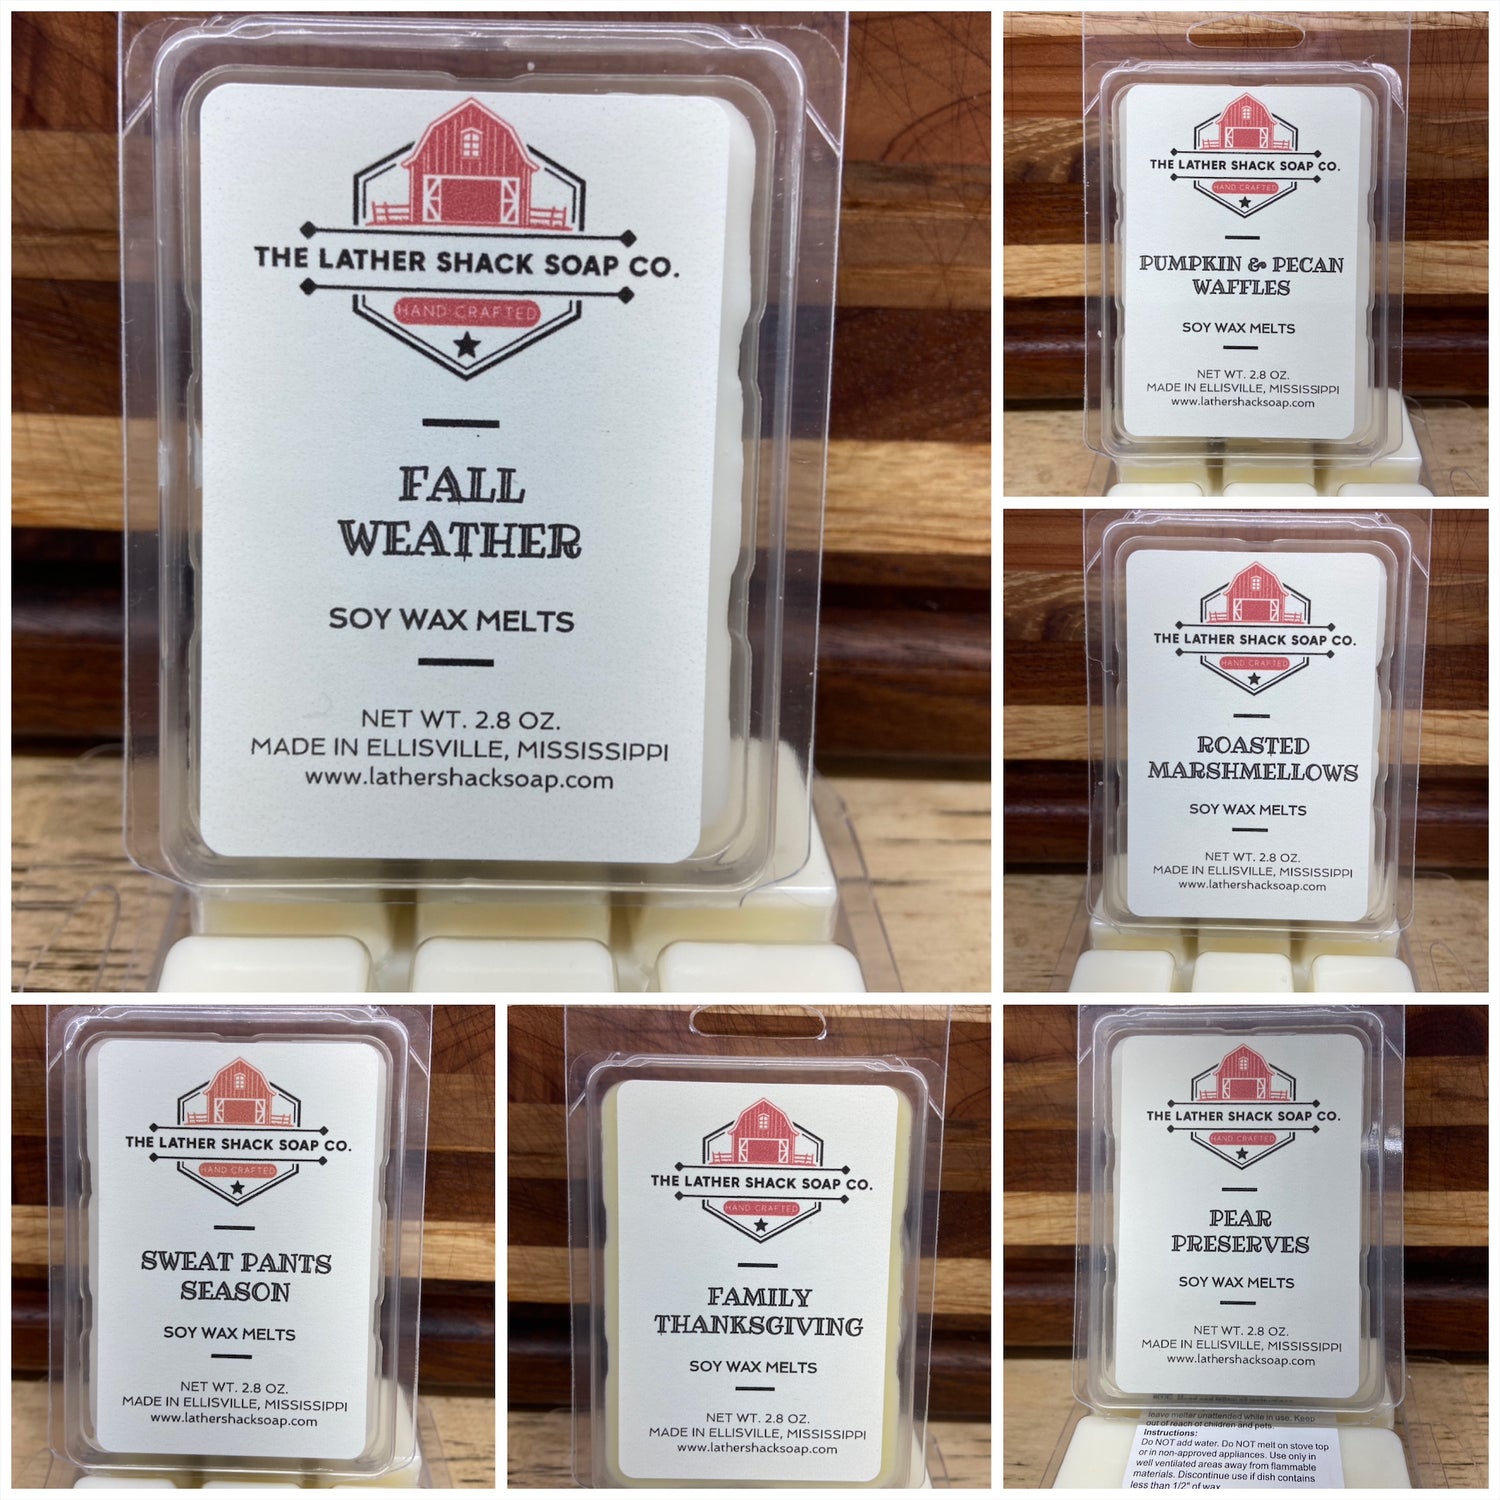 THE LATHER SHACK SOAP CO.
HAND CRAFTED
FALL
WEATHER
SOY WAX MELTS
NET WT. 2.8 OZ.
MADE IN ELLISVILLE, MISSISSIPPI
www.lathershacksoap.com
THE LATHER SHACK SOAP CO.
HAND CRAFTED
PUMPKIN & PECAN
WAFFLES
SOY WAX MELTS
NET WT. 2.8 OZ.
MADE IN ELLISVILLE, MISSISSIPPI
www.lathershacksoap.com
THE LATHER SHACK SOAP CO.
HAND CRAFTED
ROASTED
MARSHMELLOWS
SOY WAX MELTS
NET WT. 2.8 OZ.
MADE IN ELLISVILLE, MISSISSIPPI
www.lathershacksoap.com
THE LATHER SHACK SOAP CO.
HAND CRAFTED
SWEAT PANTS
SEASON
SOY WAX MELTS
NET WT. 2.8 OZ.
MADE IN ELLISVILLE, MISSISSIPPI
www.lathershacksoap.com
THE LATHER SHACK SOAP CO.
HAND CRAFTED
FAMILY
THANKSGIVING
SOY WAX MELTS
NET WT. 2.8 OZ.
MADE IN ELLISVILLE, MISSISSIPPI
www.lathershacksoap.com
THE LATHER SHACK SOAP CO.
HAND CRAFTED
PEAR
PRESERVES
SOY WAX MELTS
NET WT. 2.8 OZ.
MADE IN ELLISVILLE, MISSISSIPPI
www.lathershacksoap.com
leave melter unattended while in use. Keep
out of reach of children and pets.
Instructions:
Do NOT add water. Do NOT melt on stove top
or in non-approved appliances. Use only in
well ventilated areas away from flammable
materials. Discontinue use if dish contains
less than 1/2" of wax